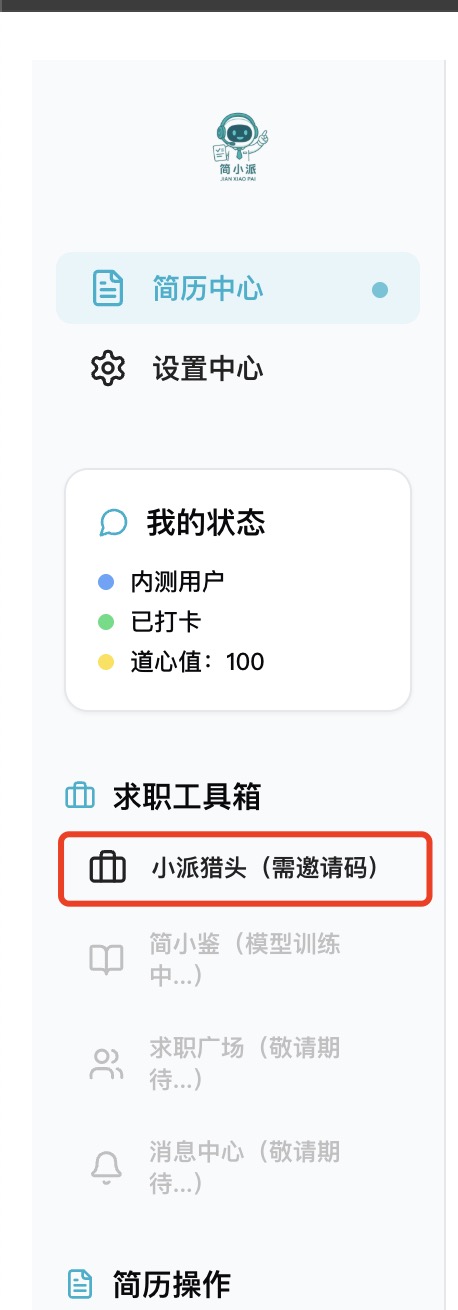 简小派
JIAN XIAO PAI
简历中心
设置中心
我的状态
内测用户
已打卡
道心值：100
求职工具箱
小派猎头（需邀请码）
简小鉴（模型训练
中...）
求职广场（敬请期
待...）
消息中心（敬请期
待...）
简历操作